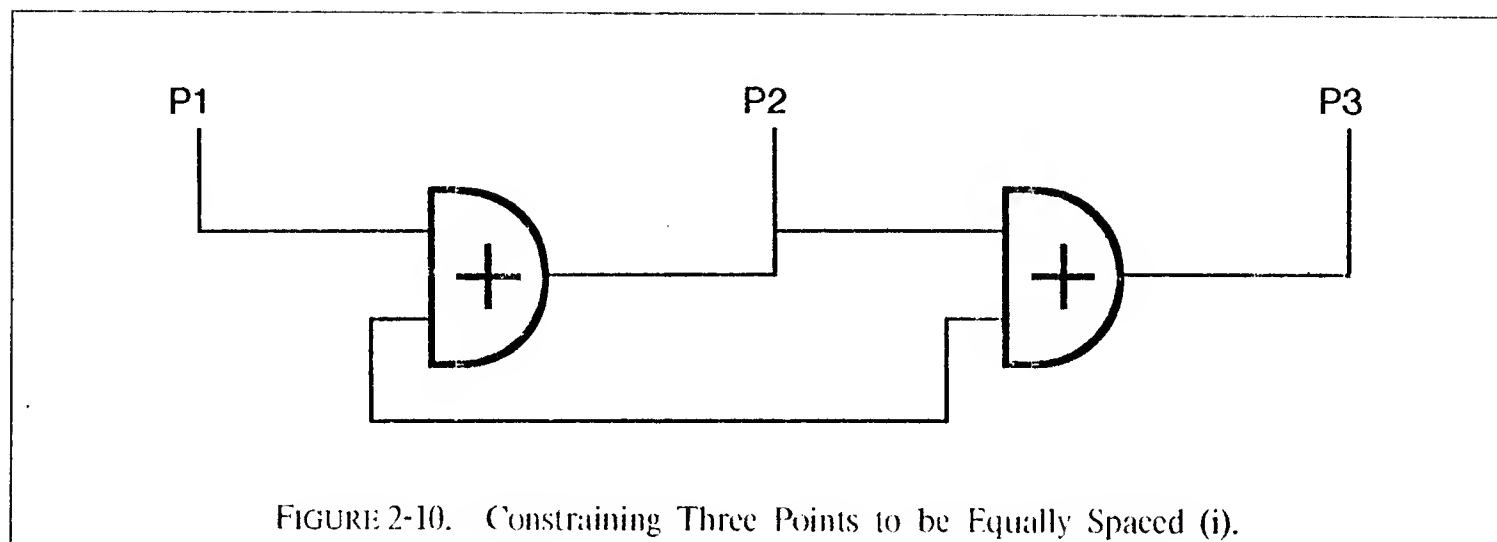 P1 P2 P3
+ +
FIGURE 2-10. Constraining Three Points to be Equally Spaced (i).